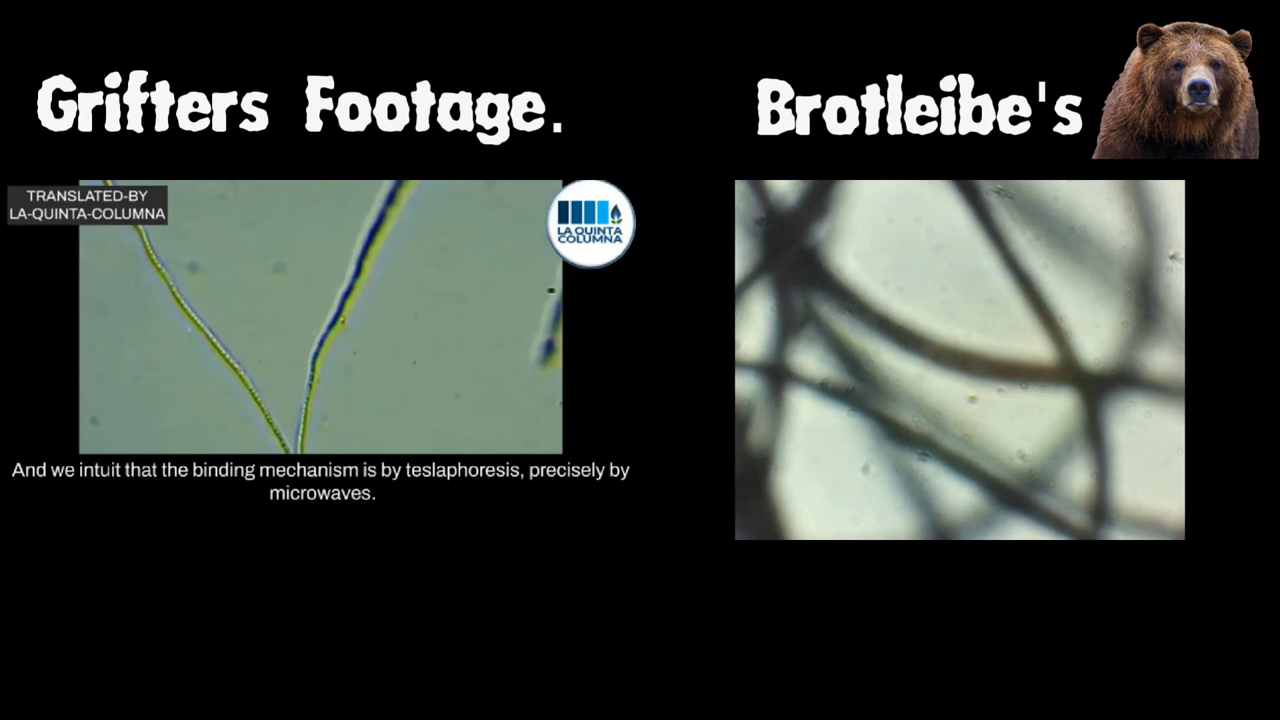 Grifters Footage.
Brotleibe's
TRANSLATED-BY
LA-QUINTA-COLUMNA
LA QUINTA
COLUMNA
And we intuit that the binding mechanism is by teslaphoresis, precisely by
microwaves.